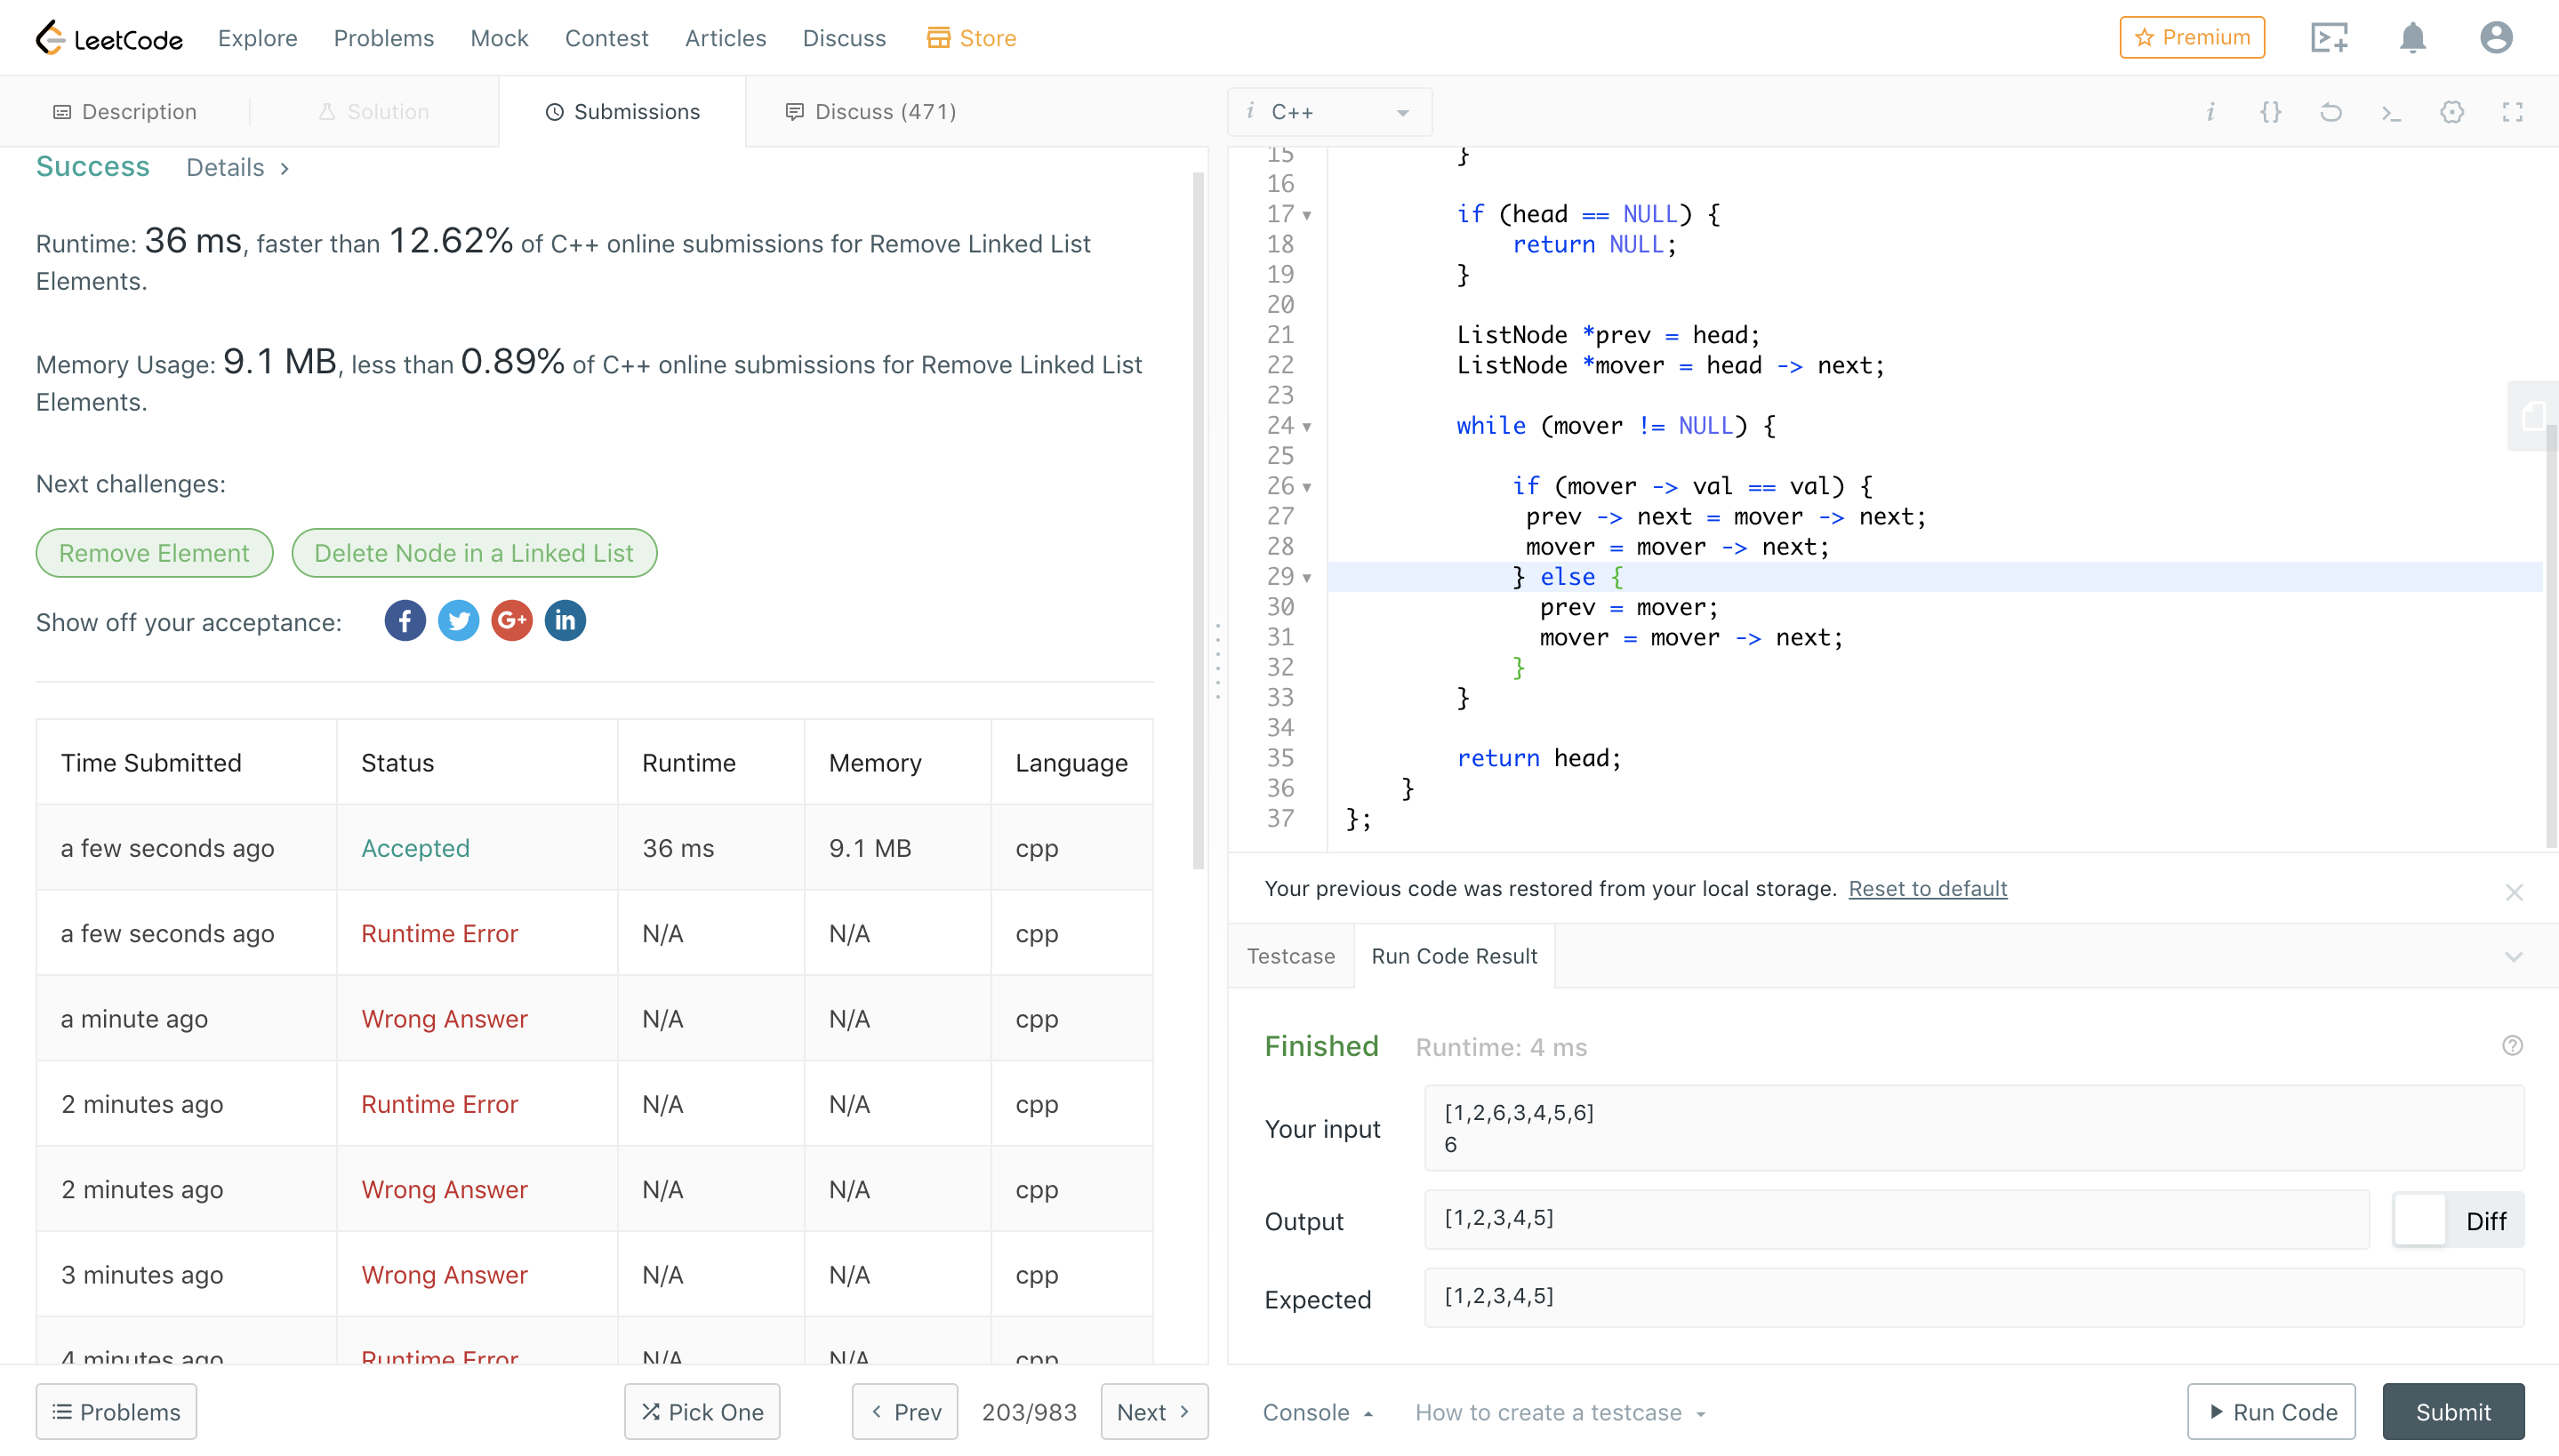 LeetCode Explore Problems Mock Contest Articles Discuss Store Premium
Description Solution Submissions Discuss (471)
Success Details >
Runtime: 36 ms, faster than 12.62% of C++ online submissions for Remove Linked List
Elements.
Memory Usage: 9.1 MB, less than 0.89% of C++ online submissions for Remove Linked List
Elements.
Next challenges:
Remove Element Delete Node in a Linked List
Show off your acceptance: f G+ in
Time Submitted Status Runtime Memory Language
a few seconds ago Accepted 36 ms 9.1 MB cpp
a few seconds ago Runtime Error N/A N/A cpp
a minute ago Wrong Answer N/A N/A cpp
2 minutes ago Runtime Error N/A N/A cpp
2 minutes ago Wrong Answer N/A N/A cpp
3 minutes ago Wrong Answer N/A N/A cpp
4 minutes ago Runtime Error N/A N/A cpp
Problems Pick One < Prev 203/983 Next >
i C++ i {} >_
15 }
16
17 if (head == NULL) {
18 return NULL;
19 }
20
21 ListNode *prev = head;
22 ListNode *mover = head -> next;
23
24 while (mover != NULL) {
25
26 if (mover -> val == val) {
27 prev -> next = mover -> next;
28 mover = mover -> next;
29 } else {
30 prev = mover;
31 mover = mover -> next;
32 }
33 }
34
35 return head;
36 }
37 };
Your previous code was restored from your local storage. Reset to default
Testcase Run Code Result
Finished Runtime: 4 ms
Your input
[1,2,6,3,4,5,6]
6
Output [1,2,3,4,5] Diff
Expected [1,2,3,4,5]
Console How to create a testcase Run Code Submit